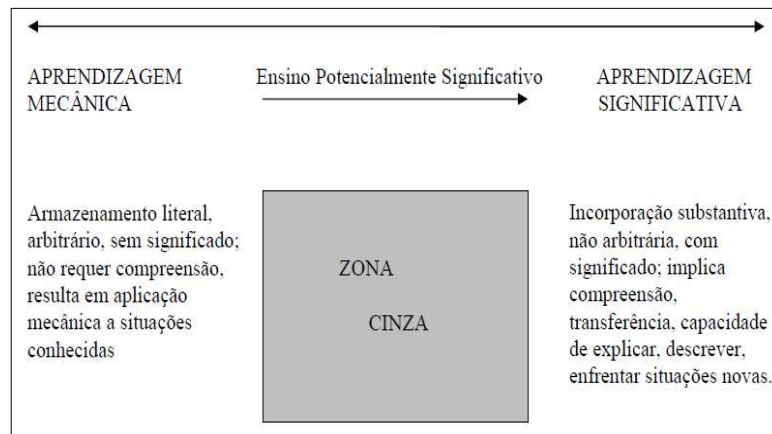 APRENDIZAGEM
MECÂNICA
Ensino Potencialmente Significativo
APRENDIZAGEM
SIGNIFICATIVA
Armazenamento literal,
arbitrário, sem significado;
não requer compreensão,
resulta em aplicação
mecânica a situações
conhecidas
ZONA
CINZA
Incorporação substantiva,
não arbitrária, com
significado; implica
compreensão,
transferência, capacidade
de explicar, descrever,
enfrentar situações novas.